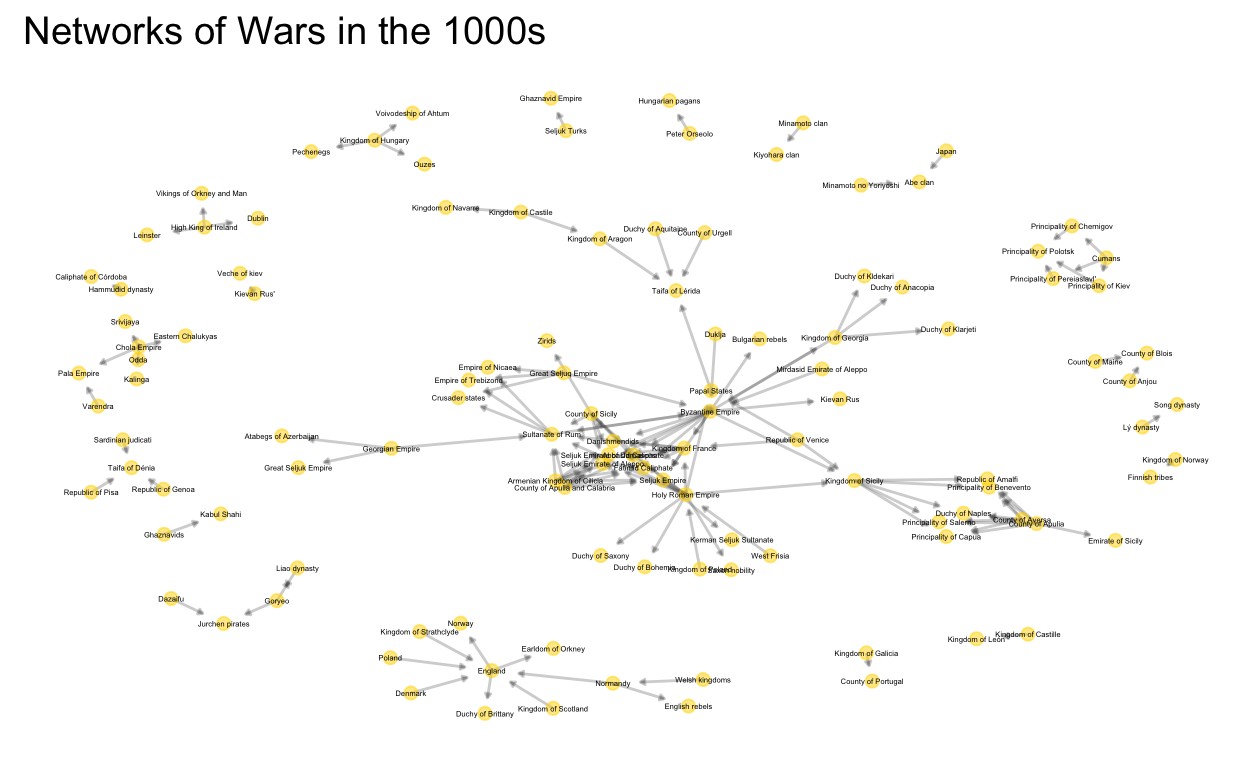 Networks of Wars in the 1000s
Ghaznavid Empire
Hungarian pagans
Voivodeship of Ahtum
Minamoto clan
Seljuk Turks
Peter Orseolo
Kingdom of Hungary
Pechenegs
Japan
Kiyohara clan
Ouzes
Minamoto no Yoriyoshi
Abe clan
Vikings of Orkney and Man
Kingdom of Navarre
Kingdom of Castile
Dublin
High King of Ireland
Leinster
Duchy of Aquitaine
County of Urgell
Kingdom of Aragon
Principality of Chernigov
Principality of Polotsk
Cumans
Caliphate of Córdoba
Veche of kiev
Duchy of Kldekari
Principality of Pereiaslavl'
Principality of Kiev
Hammudid dynasty
Kievan Rus'
Taifa of Lérida
Duchy of Anacopia
Srivijaya
Eastern Chalukyas
Duklja
Bulgarian rebels
Kingdom of Georgia
Duchy of Klarjeti
Zirids
Chola Empire
Odda
County of Blois
County of Maine
Empire of Nicaea
Great Seljuq Empire
Mirdasid Emirate of Aleppo
Pala Empire
Kalinga
Empire of Trebizond
County of Anjou
Papal States
Crusader states
Kievan Rus
Varendra
County of Sicily
Byzantine Empire
Song dynasty
Lý dynasty
Sardinian judicati
Atabegs of Azerbaijan
Sultanate of Rum
Danishmendids
Republic of Venice
Georgian Empire
Kingdom of France
Kingdom of Norway
Taifa of Dénia
Great Seljuk Empire
Seljuk Emirate of Aleppo
Fatimid Caliphate
Finnish tribes
Republic of Pisa
Republic of Genoa
Armenian Kingdom of Cilicia
Seljuk Empire
County of Apulia and Calabria
Holy Roman Empire
Kingdom of Sicily
Republic of Amalfi
Principality of Benevento
Kabul Shahi
Duchy of Naples
Principality of Salerno
County of Aversa
County of Apulia
Ghaznavids
Principality of Capua
Emirate of Sicily
Kerman Seljuk Sultanate
Duchy of Saxony
West Frisia
Liao dynasty
Duchy of Bohemia
Kingdom of Poland
Saxon nobility
Dazaifu
Goryeo
Jurchen pirates
Norway
Kingdom of Strathclyde
Kingdom of León
Kingdom of Castille
Earldom of Orkney
Kingdom of Galicia
Poland
England
Normandy
Welsh kingdoms
County of Portugal
Denmark
Duchy of Brittany
Kingdom of Scotland
English rebels